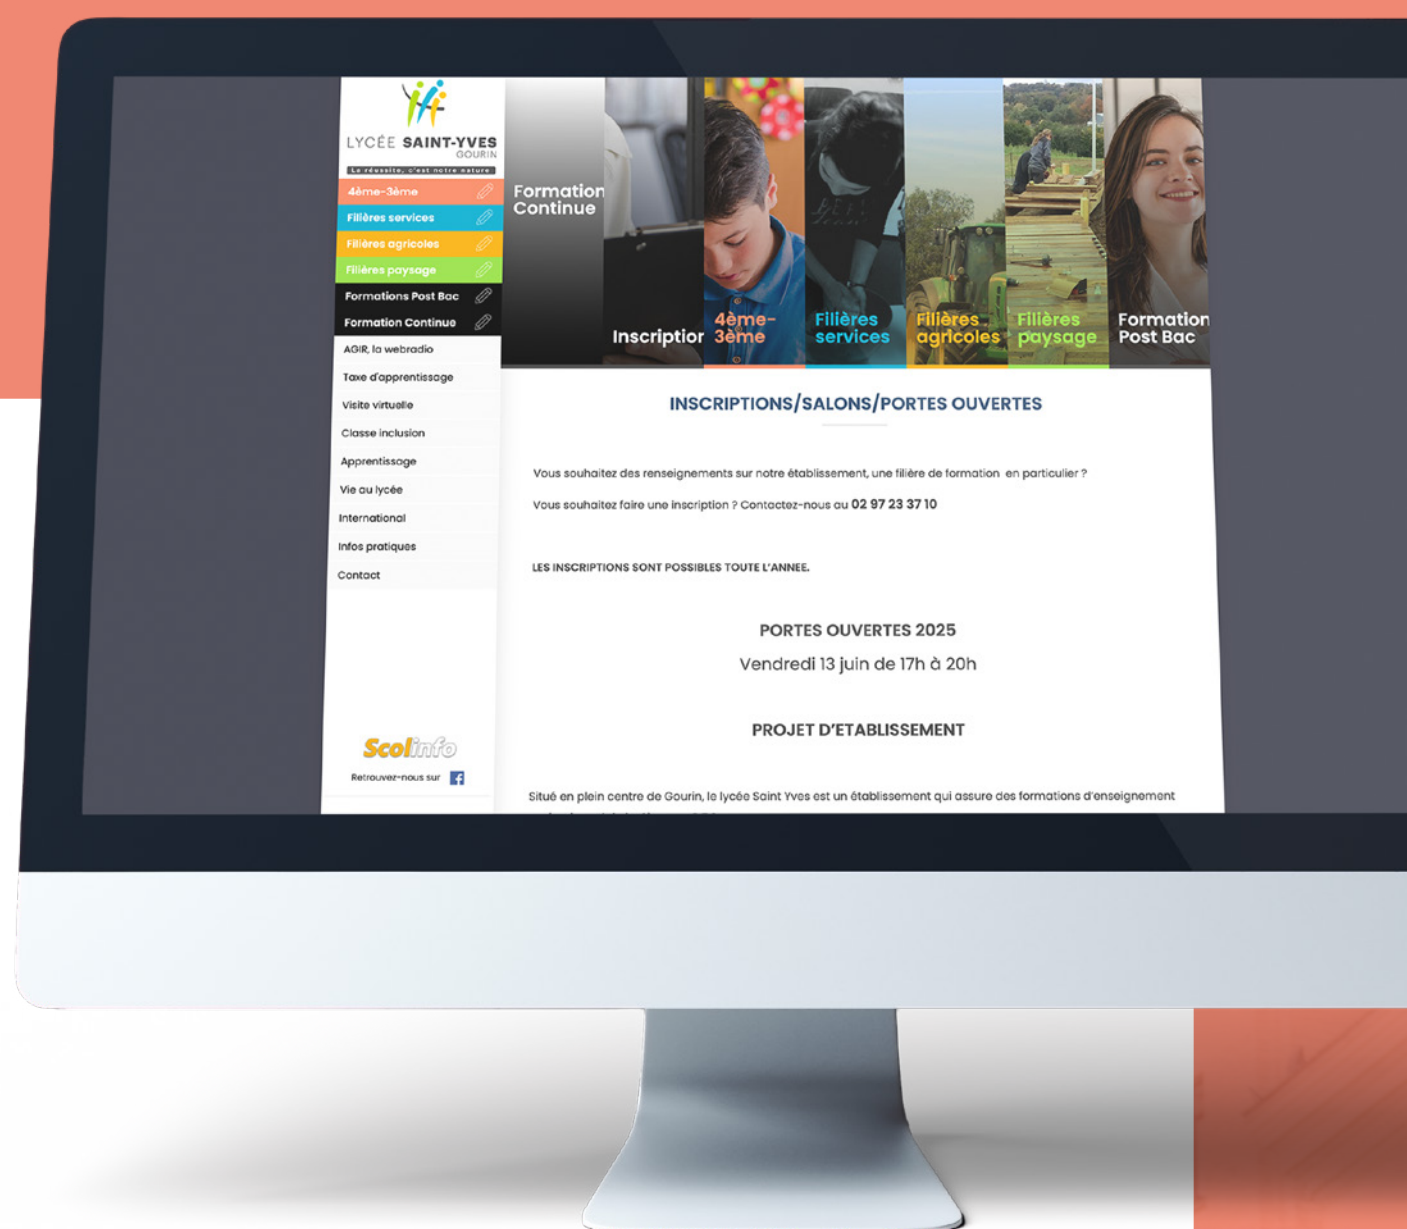 LYCÉE SAINT-YVES
GOURIN
La réussite, c'est notre nature
4ème-3ème
Filières services
Filières agricoles
Filières paysage
Formations Post Bac
Formation Continue
AGIR, la webradio
Taxe d'apprentissage
Visite virtuelle
Classe inclusion
Apprentissage
Vie au lycée
International
Infos pratiques
Contact
Scolinfo
Retrouvez-nous sur
Formation
Continue
Inscription
4ème-
3ème
Filières
services
Filières
agricoles
Filières
paysage
Formation
Post Bac
INSCRIPTIONS/SALONS/PORTES OUVERTES
Vous souhaitez des renseignements sur notre établissement, une filière de formation en particulier ?
Vous souhaitez faire une inscription ? Contactez-nous au 02 97 23 37 10
LES INSCRIPTIONS SONT POSSIBLES TOUTE L'ANNEE.
PORTES OUVERTES 2025
Vendredi 13 juin de 17h à 20h
PROJET D'ETABLISSEMENT
Situé en plein centre de Gourin, le lycée Saint Yves est un établissement qui assure des formations d'enseignement